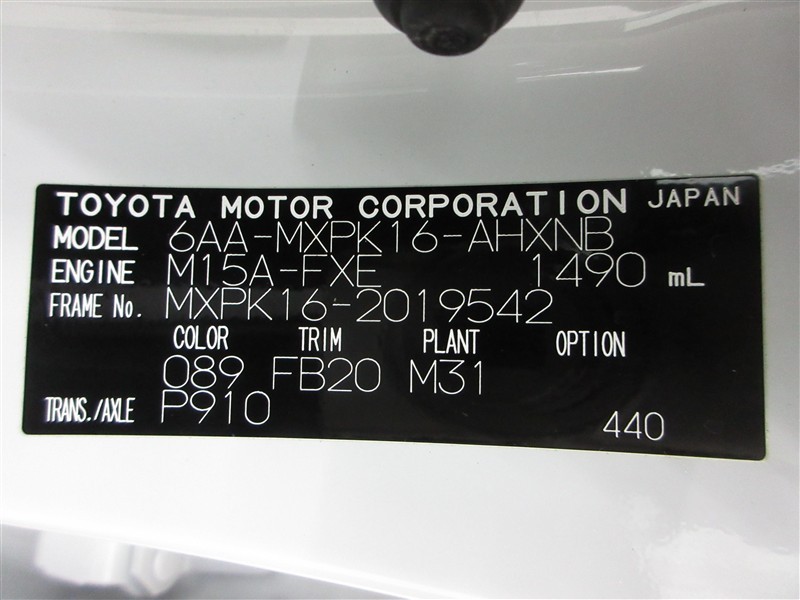 TOYOTA MOTOR CORPORATION JAPAN
MODEL 6AA-MXPK16-AHXNB
ENGINE M15A-FXE 1490 mL
FRAME No. MXPK16-2019542
COLOR TRIM PLANT OPTION
089 FB20 M31
TRANS./AXLE P910
440